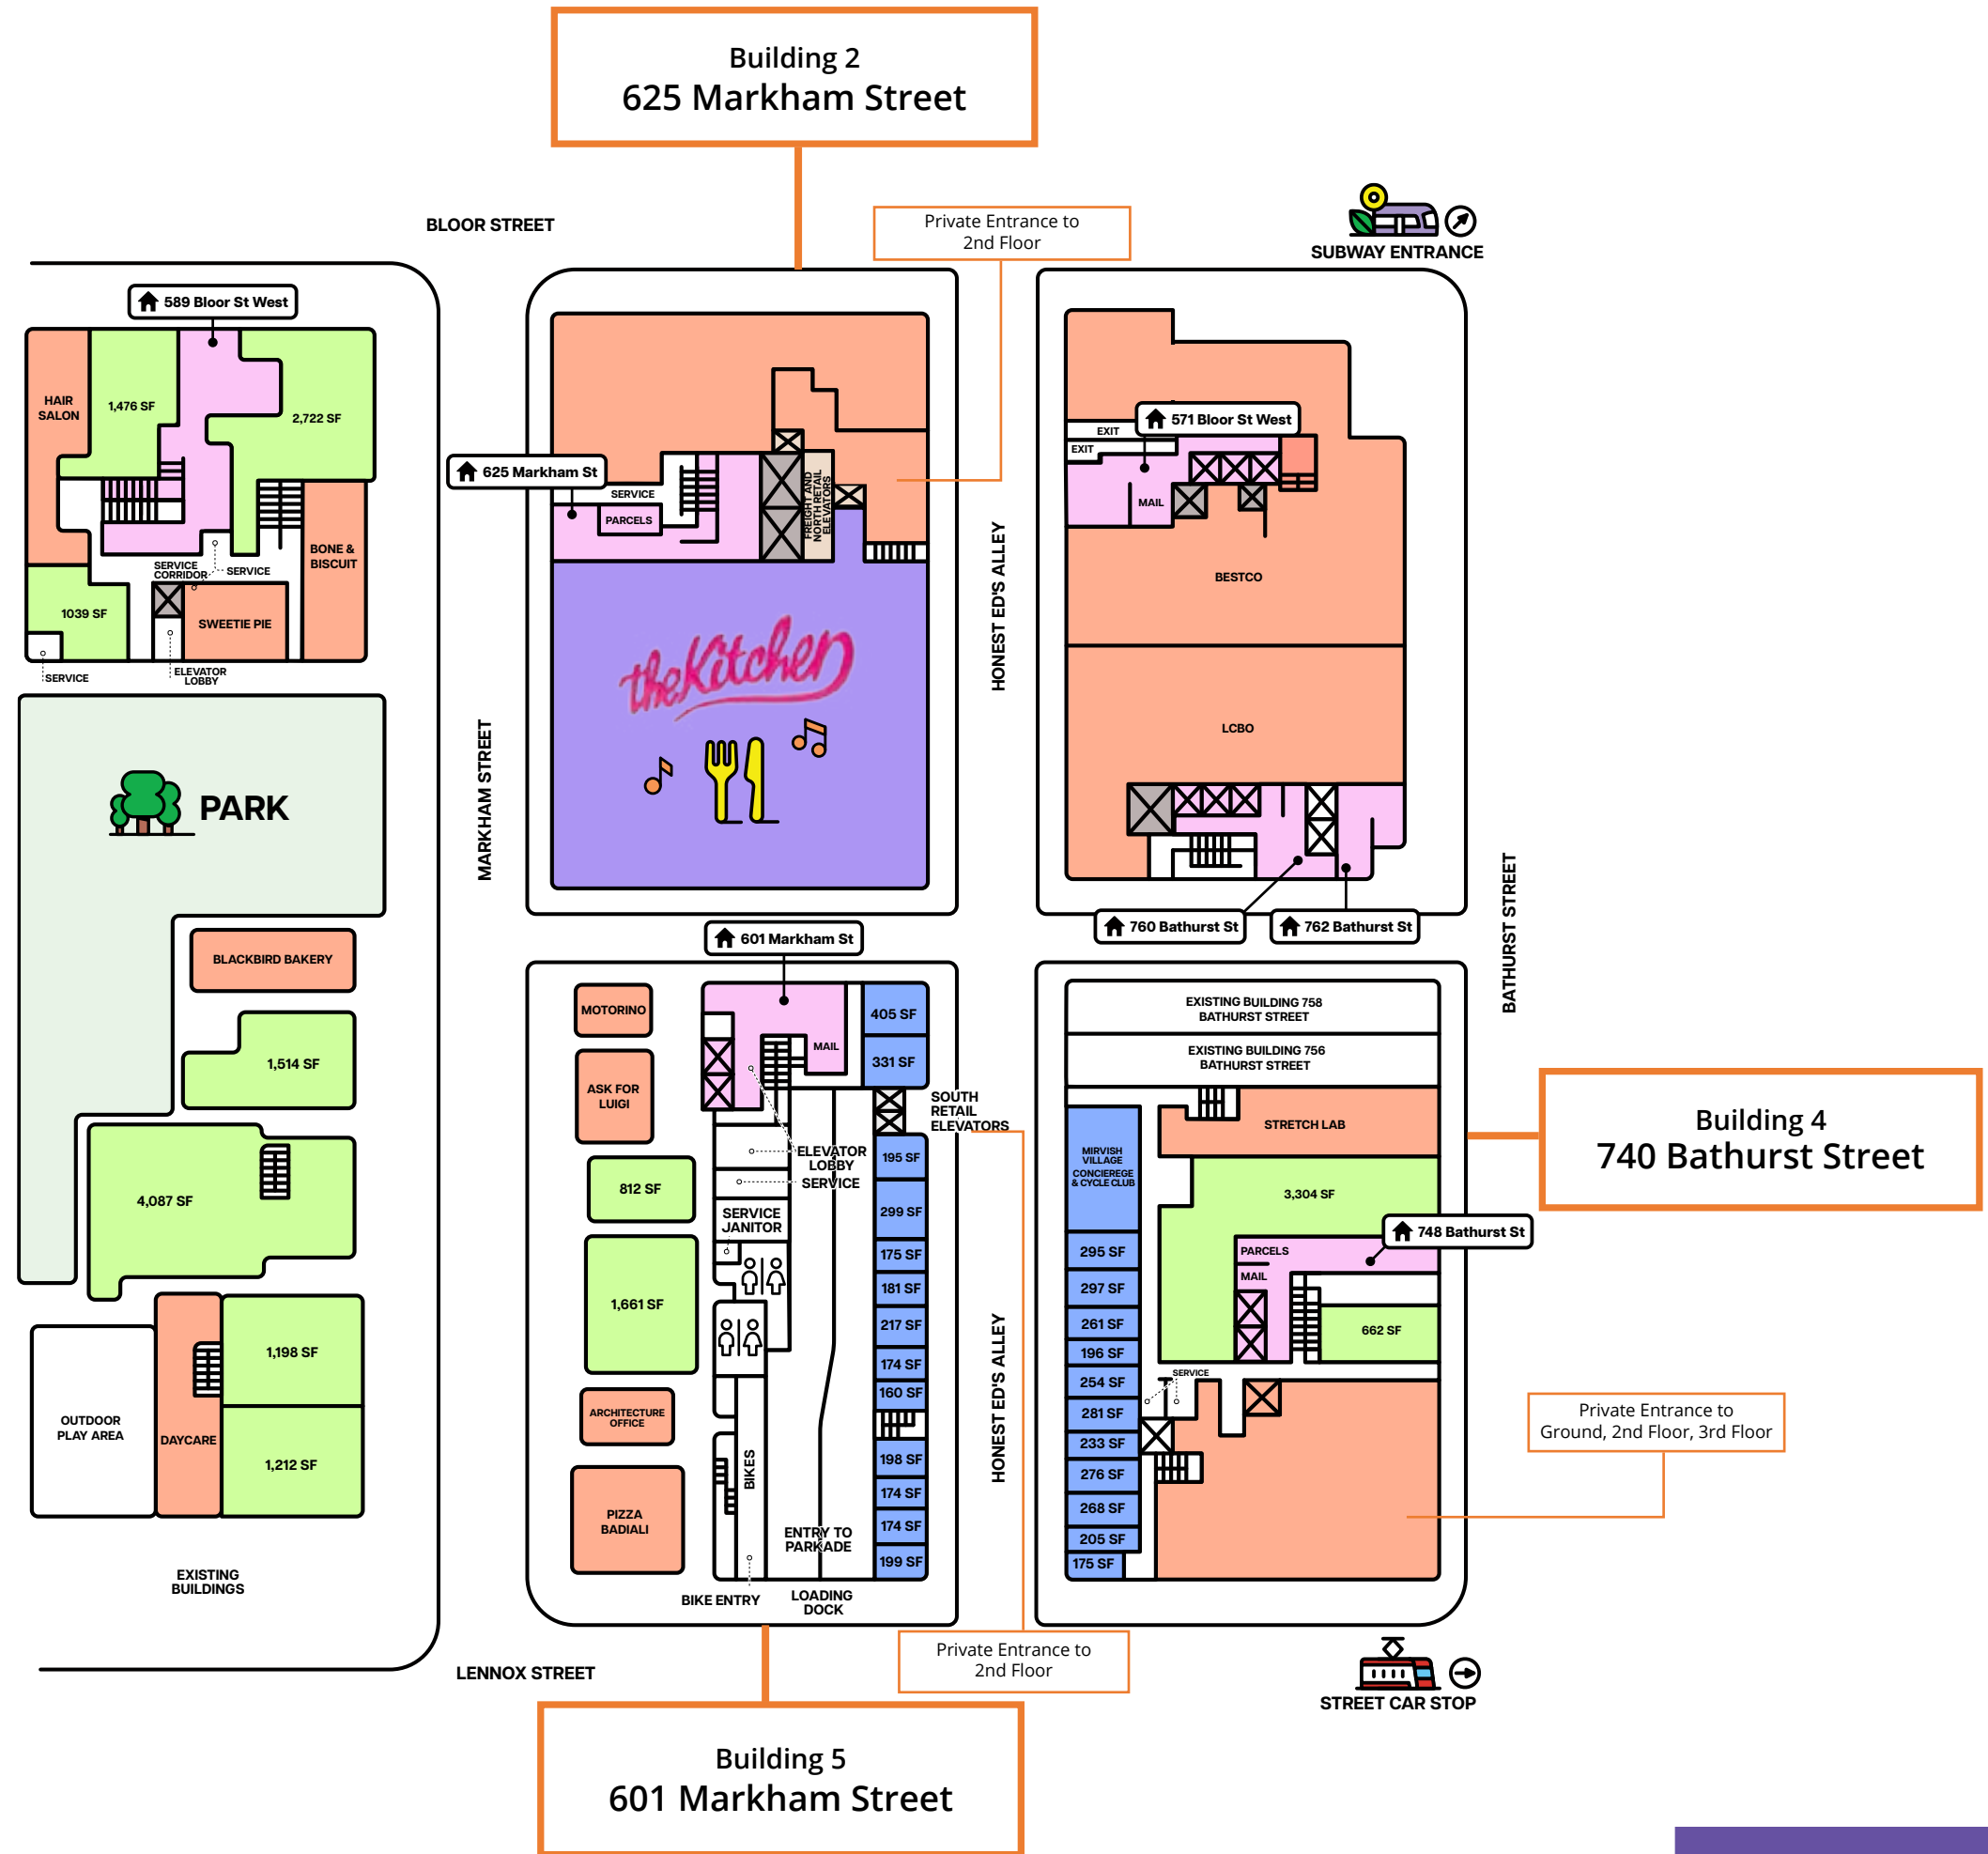 Building 2
625 Markham Street
BLOOR STREET
Private Entrance to
2nd Floor
SUBWAY ENTRANCE
589 Bloor St West
HAIR
SALON
1,476 SF
2,722 SF
BONE &
BISCUIT
SERVICE
CORRIDOR
SERVICE
1039 SF
SWEETIE PIE
SERVICE
ELEVATOR
LOBBY
PARK
BLACKBIRD BAKERY
1,514 SF
4,087 SF
1,198 SF
OUTDOOR
PLAY AREA
DAYCARE
1,212 SF
EXISTING
BUILDINGS
MARKHAM STREET
625 Markham St
SERVICE
PARCELS
FREIGHT AND
NORTH RETAIL
ELEVATORS
theKitchen
HONEST ED'S ALLEY
571 Bloor St West
EXIT
EXIT
MAIL
BESTCO
LCBO
760 Bathurst St
762 Bathurst St
BATHURST STREET
601 Markham St
MOTORINO
MAIL
405 SF
331 SF
ASK FOR
LUIGI
SOUTH
RETAIL
ELEVATORS
ELEVATOR
LOBBY
SERVICE
195 SF
812 SF
SERVICE
JANITOR
299 SF
175 SF
181 SF
1,661 SF
217 SF
174 SF
160 SF
ARCHITECTURE
OFFICE
198 SF
BIKES
174 SF
PIZZA
BADIALI
ENTRY TO
PARKADE
174 SF
199 SF
BIKE ENTRY
LOADING
DOCK
HONEST ED'S ALLEY
EXISTING BUILDING 758
BATHURST STREET
EXISTING BUILDING 756
BATHURST STREET
STRETCH LAB
MIRVISH
VILLAGE
CONCIEREGE
& CYCLE CLUB
3,304 SF
748 Bathurst St
PARCELS
MAIL
295 SF
297 SF
261 SF
662 SF
196 SF
SERVICE
254 SF
281 SF
233 SF
276 SF
268 SF
205 SF
175 SF
Building 4
740 Bathurst Street
Private Entrance to
Ground, 2nd Floor, 3rd Floor
Private Entrance to
2nd Floor
LENNOX STREET
STREET CAR STOP
Building 5
601 Markham Street